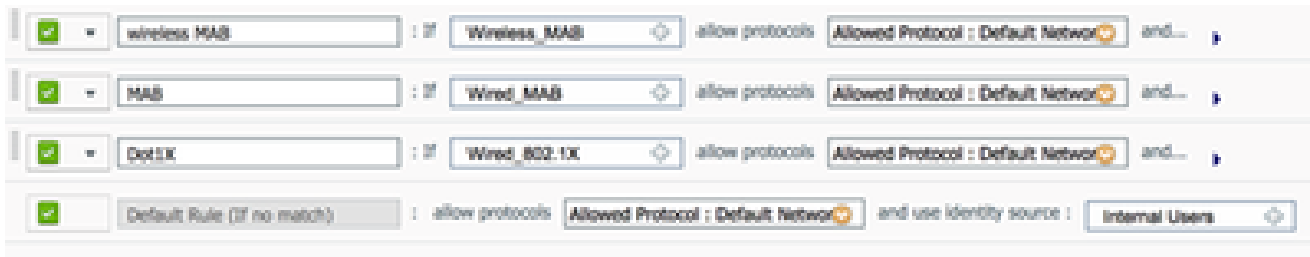 wireless MAB : If Wireless_MAB allow protocols Allowed Protocol : Default Networ and...
MAB : If Wired_MAB allow protocols Allowed Protocol : Default Networ and...
Dot1X : If Wired_802.1X allow protocols Allowed Protocol : Default Networ and...
Default Rule (If no match) : allow protocols Allowed Protocol : Default Networ and use identity source : Internal Users